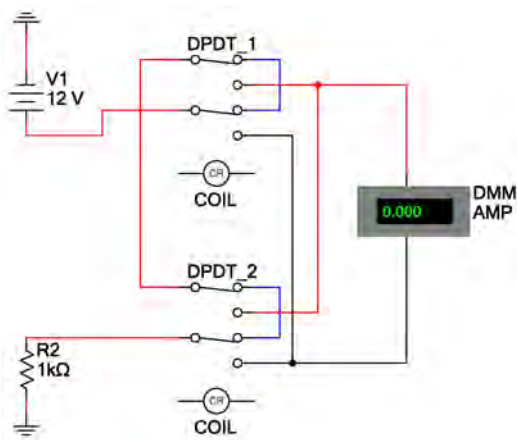 DPDT_1
V1
12 V
CR
COIL
DMM
AMP
0.000
DPDT_2
R2
1kΩ
CR
COIL